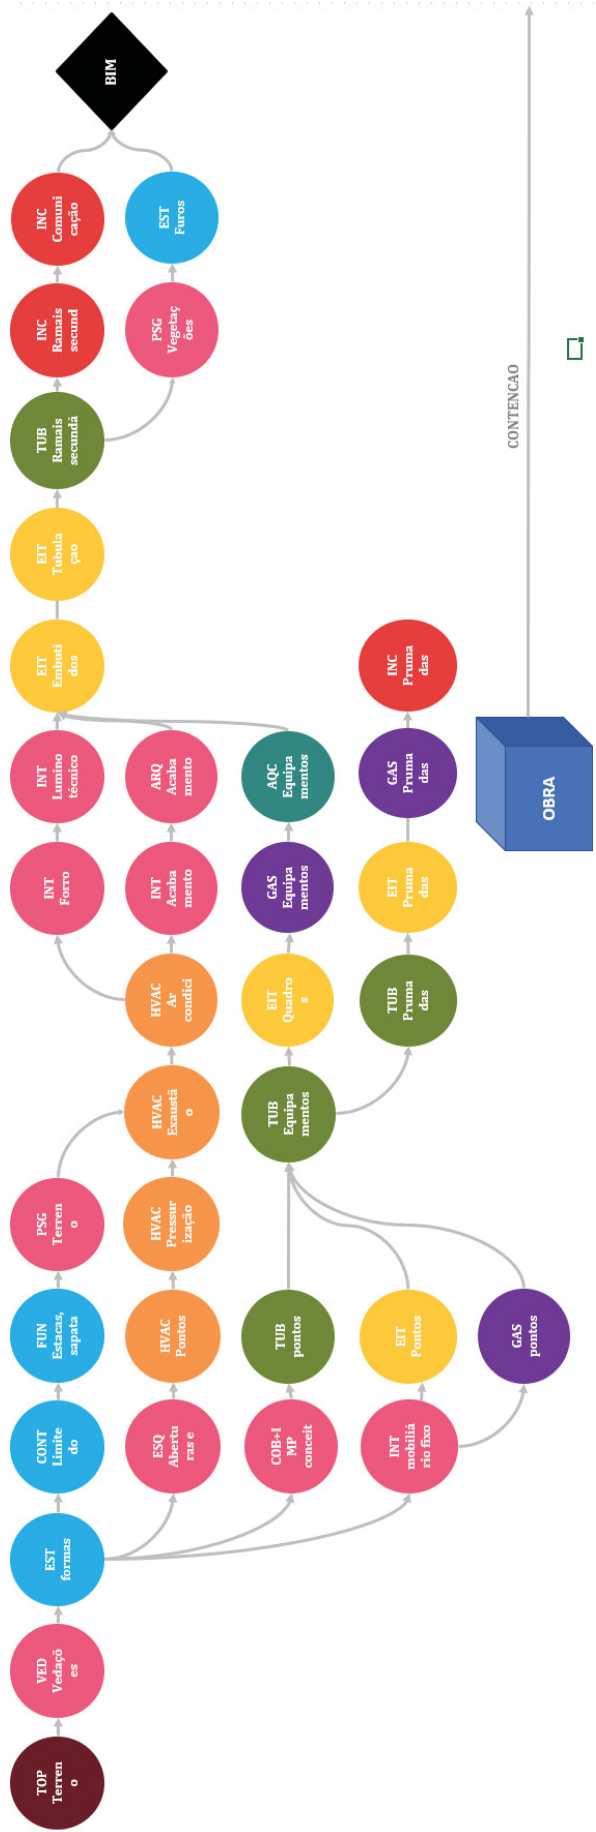 TOP
Terren
o
VED
Vedaçõ
es
EST
formas
CONT
Limite
do
FUN
Estacas,
sapata
PSG
Terren
o
INT
Forro
INT
Lumino
técnico
EIT
Embuti
dos
EIT
Tubula
çao
TUB
Ramais
secundá
INC
Ramais
secund
INC
Comuni
cação
BIM
ESQ
Abertu
ras e
HVAC
Pontos
HVAC
Pressur
ização
HVAC
Exaustã
o
HVAC
Ar
condici
INT
Acaba
mento
ARQ
Acaba
mento
PSG
Vegetaç
ões
EST
Furos
COB+I
MP
conceit
TUB
pontos
TUB
Equipa
mentos
EIT
Quadro
s
GAS
Equipa
mentos
AQC
Equipa
mentos
INT
mobiliá
rio fixo
EIT
Pontos
TUB
Pruma
das
EIT
Pruma
das
GAS
Pruma
das
INC
Pruma
das
GAS
pontos
OBRA
CONTENCAO